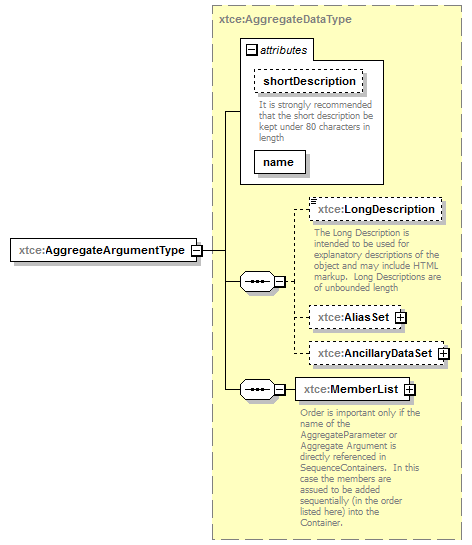 xtce:AggregateDataType
attributes
shortDescription
It is strongly recommended
that the short description be
kept under 80 characters in
length
name
xtce:AggregateArgumentType
xtce:LongDescription
The Long Description is
intended to be used for
explanatory descriptions of the
object and may include HTML
markup.  Long Descriptions are
of unbounded length
xtce:AliasSet
xtce:AncillaryDataSet
xtce:MemberList
Order is important only if the
name of the
AggregateParameter or
Aggregate Argument is
directly referenced in
SequenceContainers.  In this
case the members are
assued to be added
sequentially (in the order
listed here) into the
Container.